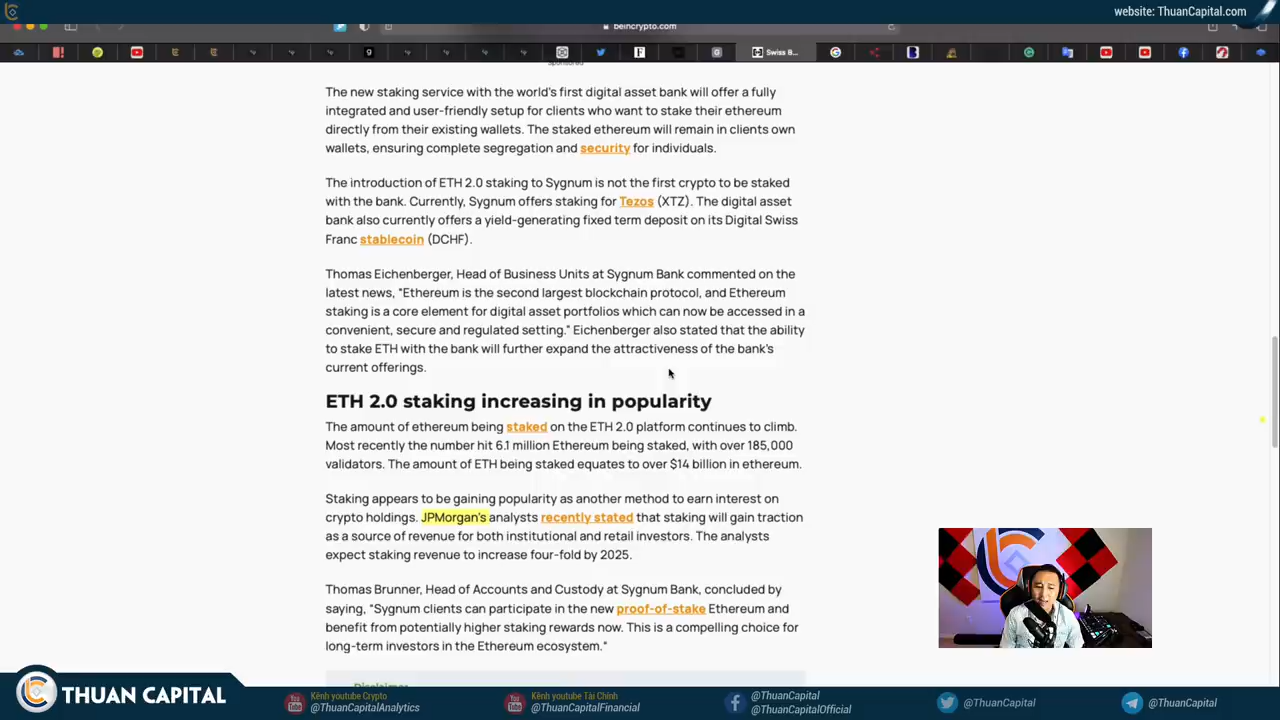 website: ThuanCapital.com
beincrypto.com
Swiss B...
Sponsored
The new staking service with the world's first digital asset bank will offer a fully
integrated and user-friendly setup for clients who want to stake their ethereum
directly from their existing wallets. The staked ethereum will remain in clients own
wallets, ensuring complete segregation and security for individuals.
The introduction of ETH 2.0 staking to Sygnum is not the first crypto to be staked
with the bank. Currently, Sygnum offers staking for Tezos (XTZ). The digital asset
bank also currently offers a yield-generating fixed term deposit on its Digital Swiss
Franc stablecoin (DCHF).
Thomas Eichenberger, Head of Business Units at Sygnum Bank commented on the
latest news, “Ethereum is the second largest blockchain protocol, and Ethereum
staking is a core element for digital asset portfolios which can now be accessed in a
convenient, secure and regulated setting.” Eichenberger also stated that the ability
to stake ETH with the bank will further expand the attractiveness of the bank's
current offerings.
ETH 2.0 staking increasing in popularity
The amount of ethereum being staked on the ETH 2.0 platform continues to climb.
Most recently the number hit 6.1 million Ethereum being staked, with over 185,000
validators. The amount of ETH being staked equates to over $14 billion in ethereum.
Staking appears to be gaining popularity as another method to earn interest on
crypto holdings. JPMorgan's analysts recently stated that staking will gain traction
as a source of revenue for both institutional and retail investors. The analysts
expect staking revenue to increase four-fold by 2025.
Thomas Brunner, Head of Accounts and Custody at Sygnum Bank, concluded by
saying, “Sygnum clients can participate in the new proof-of-stake Ethereum and
benefit from potentially higher staking rewards now. This is a compelling choice for
long-term investors in the Ethereum ecosystem.”
Disclaimer
THUAN CAPITAL
Kênh youtube Crypto
@ThuanCapitalAnalytics
Kênh youtube Tài Chính
@ThuanCapitalFinancial
@ThuanCapital
@ThuanCapitalOfficial
@ThuanCapital
@ThuanCapital